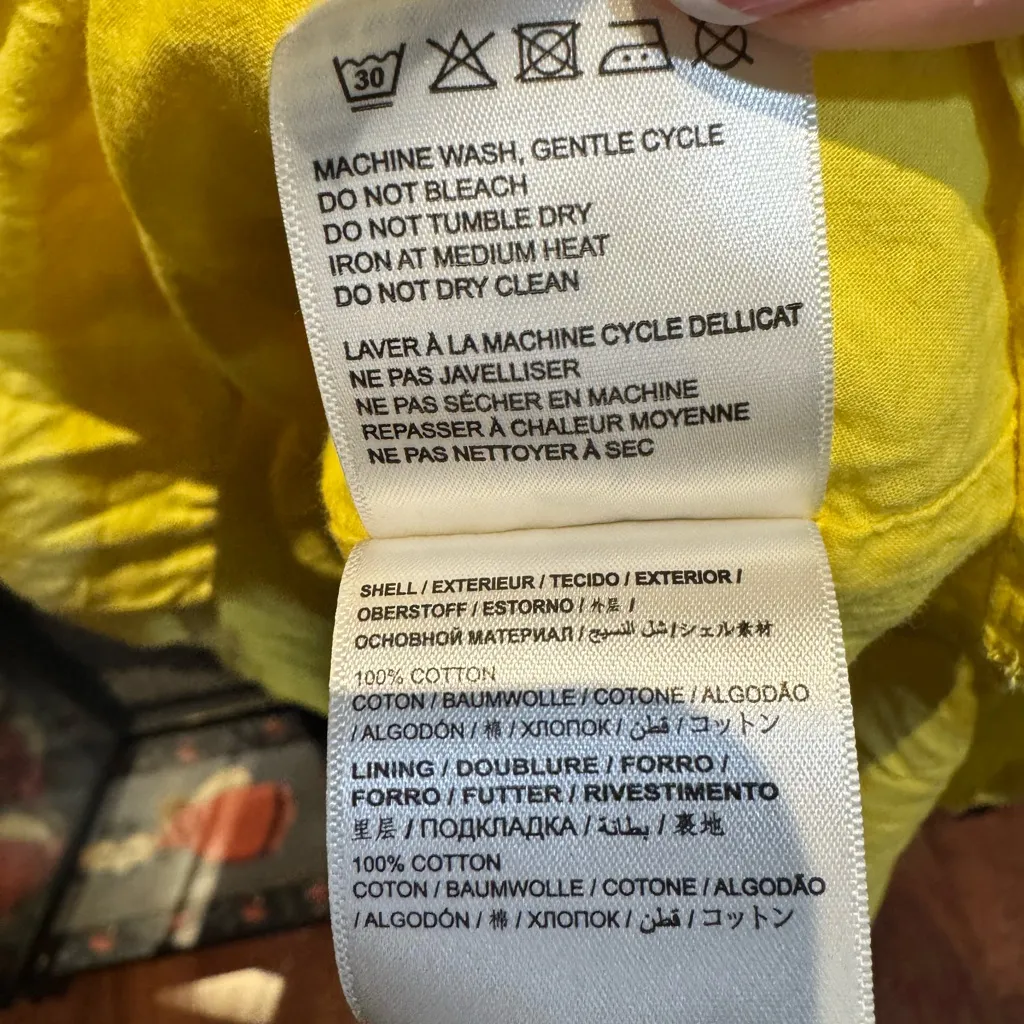 30
MACHINE WASH, GENTLE CYCLE
DO NOT BLEACH
DO NOT TUMBLE DRY
IRON AT MEDIUM HEAT
DO NOT DRY CLEAN
LAVER À LA MACHINE CYCLE DELLICAT
NE PAS JAVELLISER
NE PAS SÉCHER EN MACHINE
REPASSER À CHALEUR MOYENNE
NE PAS NETTOYER À SEC
SHELL / EXTERIEUR / TECIDO / EXTERIOR /
OBERSTOFF / ESTORNO / 外层 /
ОСНОВНОЙ МАТЕРИАЛ / شل النسيج / シェル素材
100% COTTON
COTON / BAUMWOLLE / COTONE / ALGODÃO
/ ALGODÓN / 棉 / ХЛОПОК / قطن / コットン
LINING / DOUBLURE / FORRO /
FORRO / FUTTER / RIVESTIMENTO
里层 / ПОДКЛАДКА / بطانة / 裏地
100% COTTON
COTON / BAUMWOLLE / COTONE / ALGODÃO
/ ALGODÓN / 棉 / ХЛОПОК / قطن / コットン